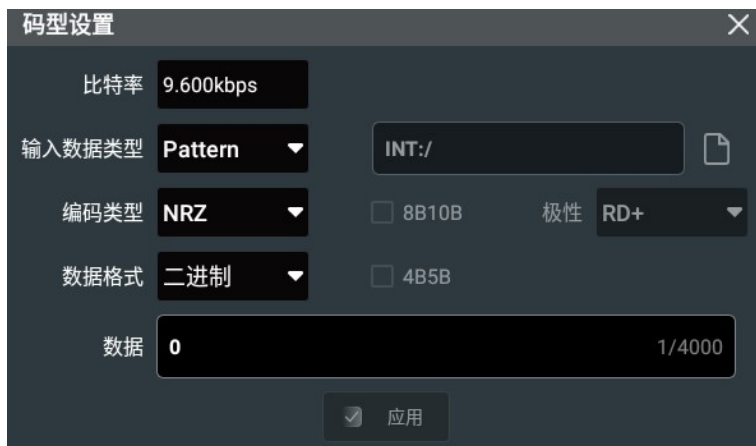 码型设置
比特率 9.600kbps
输入数据类型 Pattern INT:/
编码类型 NRZ 8B10B 极性 RD+
数据格式 二进制 4B5B
数据 0 1/4000
应用